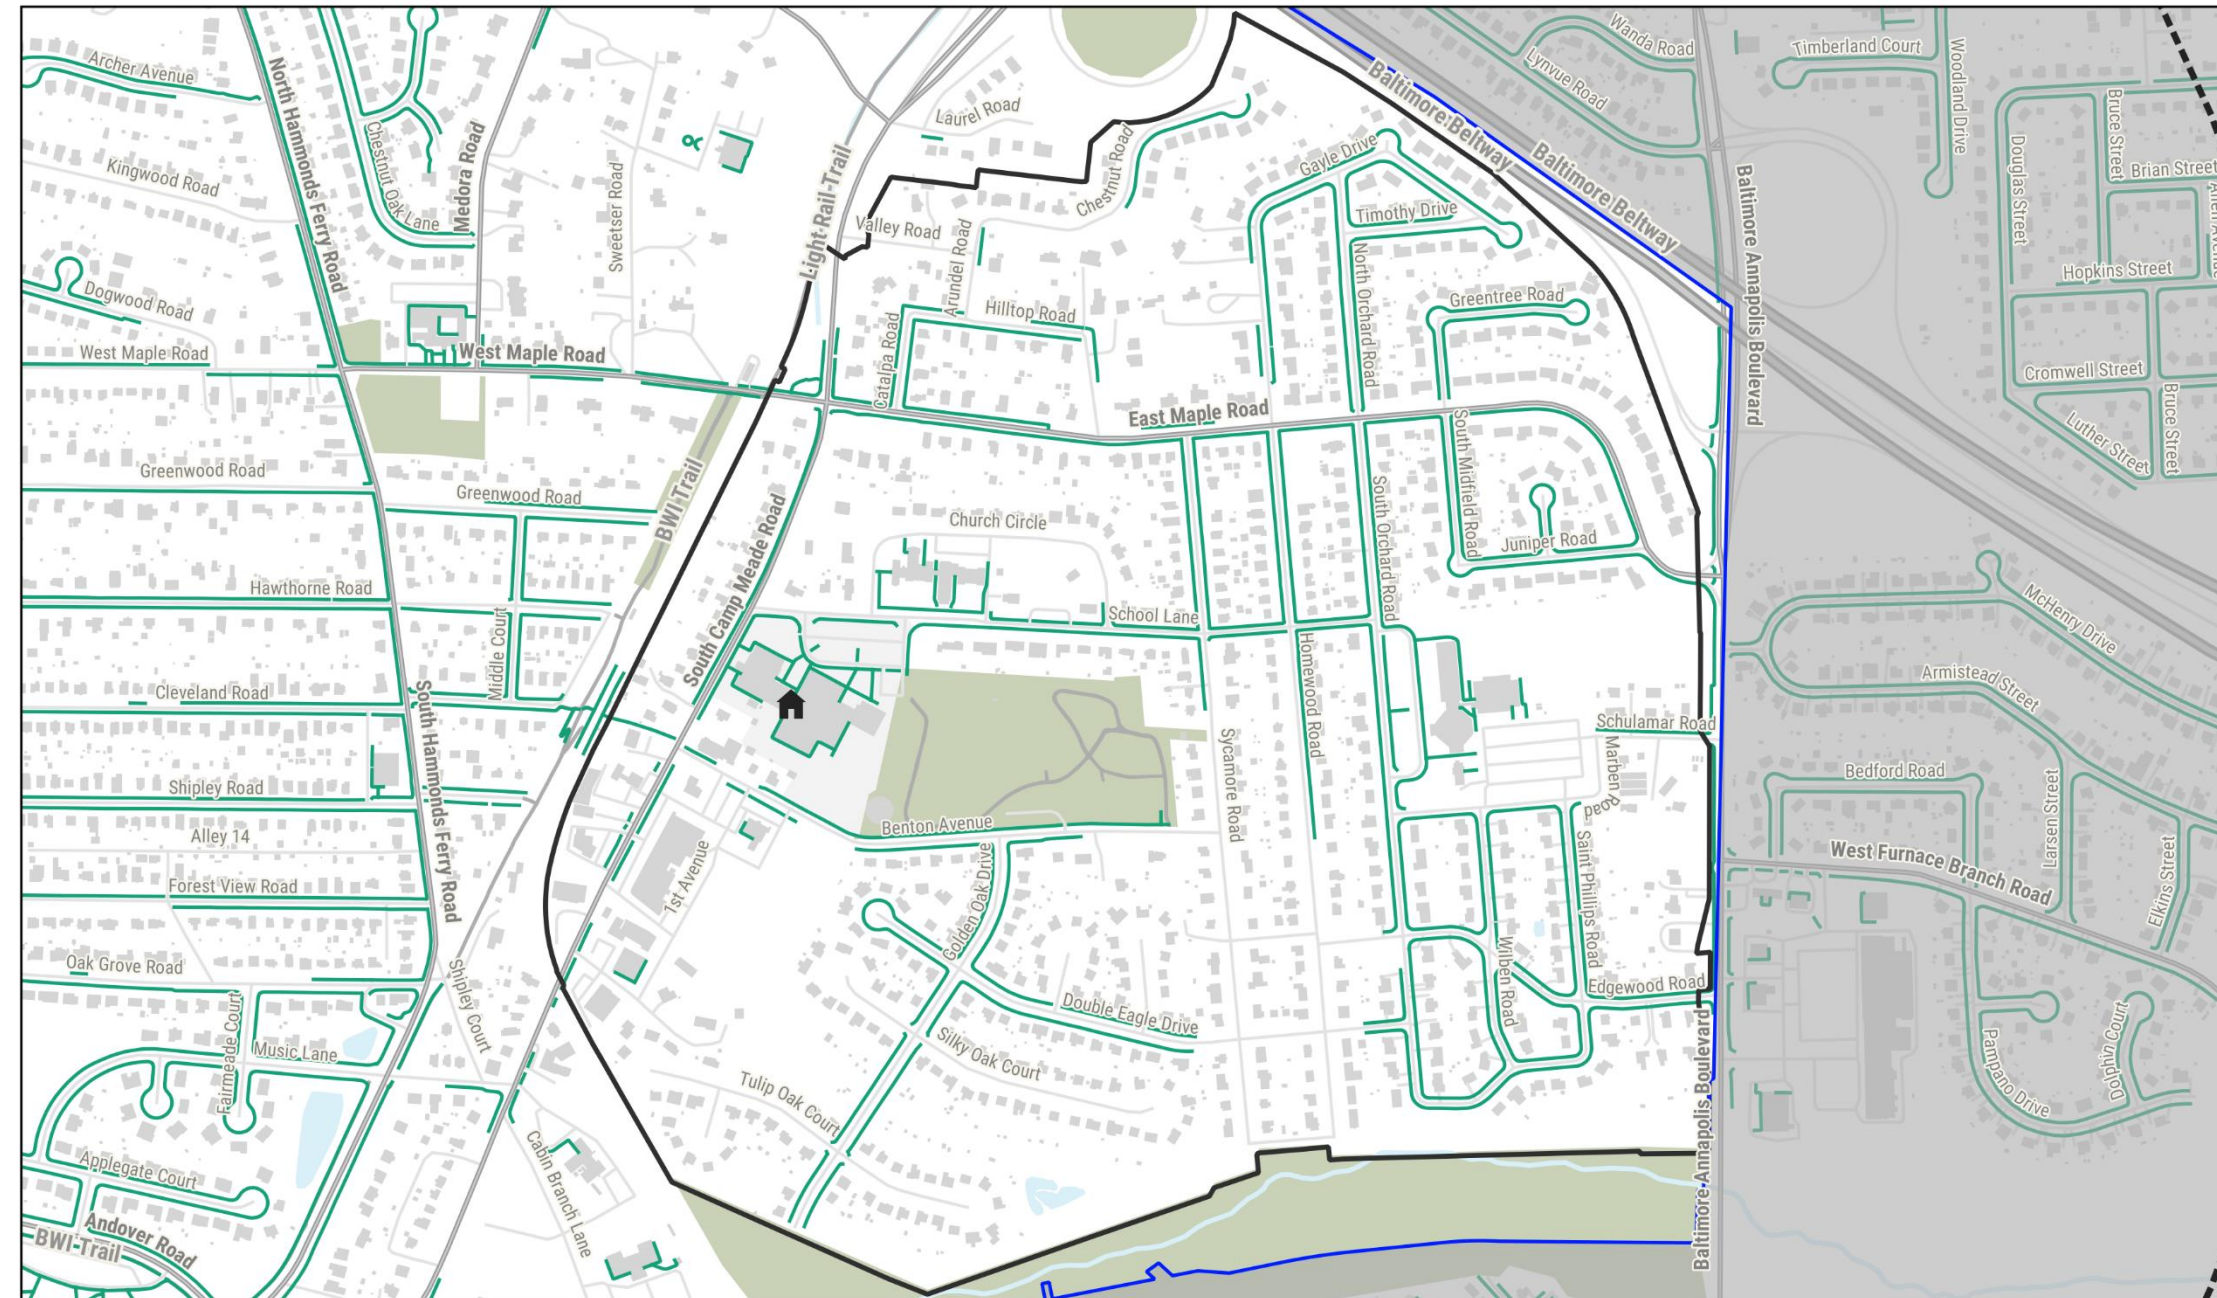 Archer Avenue
North Hammonds Ferry Road
Kingwood Road
Chestnut Oak Lane
Medora Road
Sweetser Road
Light Rail Trail
Laurel Road
Valley Road
Arundel Road
Chestnut Road
Gayle Drive
Timothy Drive
North Orchard Road
Baltimore Beltway
Baltimore Beltway
Lynvue Road
Wanda Road
Timberland Court
Woodland Drive
Douglas Street
Bruce Street
Brian Street
Hopkins Street
Baltimore Annapolis Boulevard
Cromwell Street
Bruce Street
Luther Street
Dogwood Road
West Maple Road
West Maple Road
Catalpa Road
Hilltop Road
Greentree Road
East Maple Road
Greenwood Road
Greenwood Road
BWI Trail
South Camp Meade Road
Church Circle
South Orchard Road
South Midfield Road
Juniper Road
Hawthorne Road
Middle Court
School Lane
McHenry Drive
Armistead Street
Cleveland Road
South Hammonds Ferry Road
Homewood Road
Sycamore Road
Schulamar Road
Marben Road
Bedford Road
Larsen Street
Elkins Street
West Furnace Branch Road
Shipley Road
Alley 14
Forest View Road
1st Avenue
Benton Avenue
Golden Oak Drive
Saint Phillips Road
Wilben Road
Edgewood Road
Oak Grove Road
Shipley Court
Double Eagle Drive
Silky Oak Court
Tulip Oak Court
Fairmeade Court
Music Lane
Cabin Branch Lane
Applegate Court
Andover Road
BWI Trail
Baltimore Annapolis Boulevard
Pampano Drive
Dolphin Court